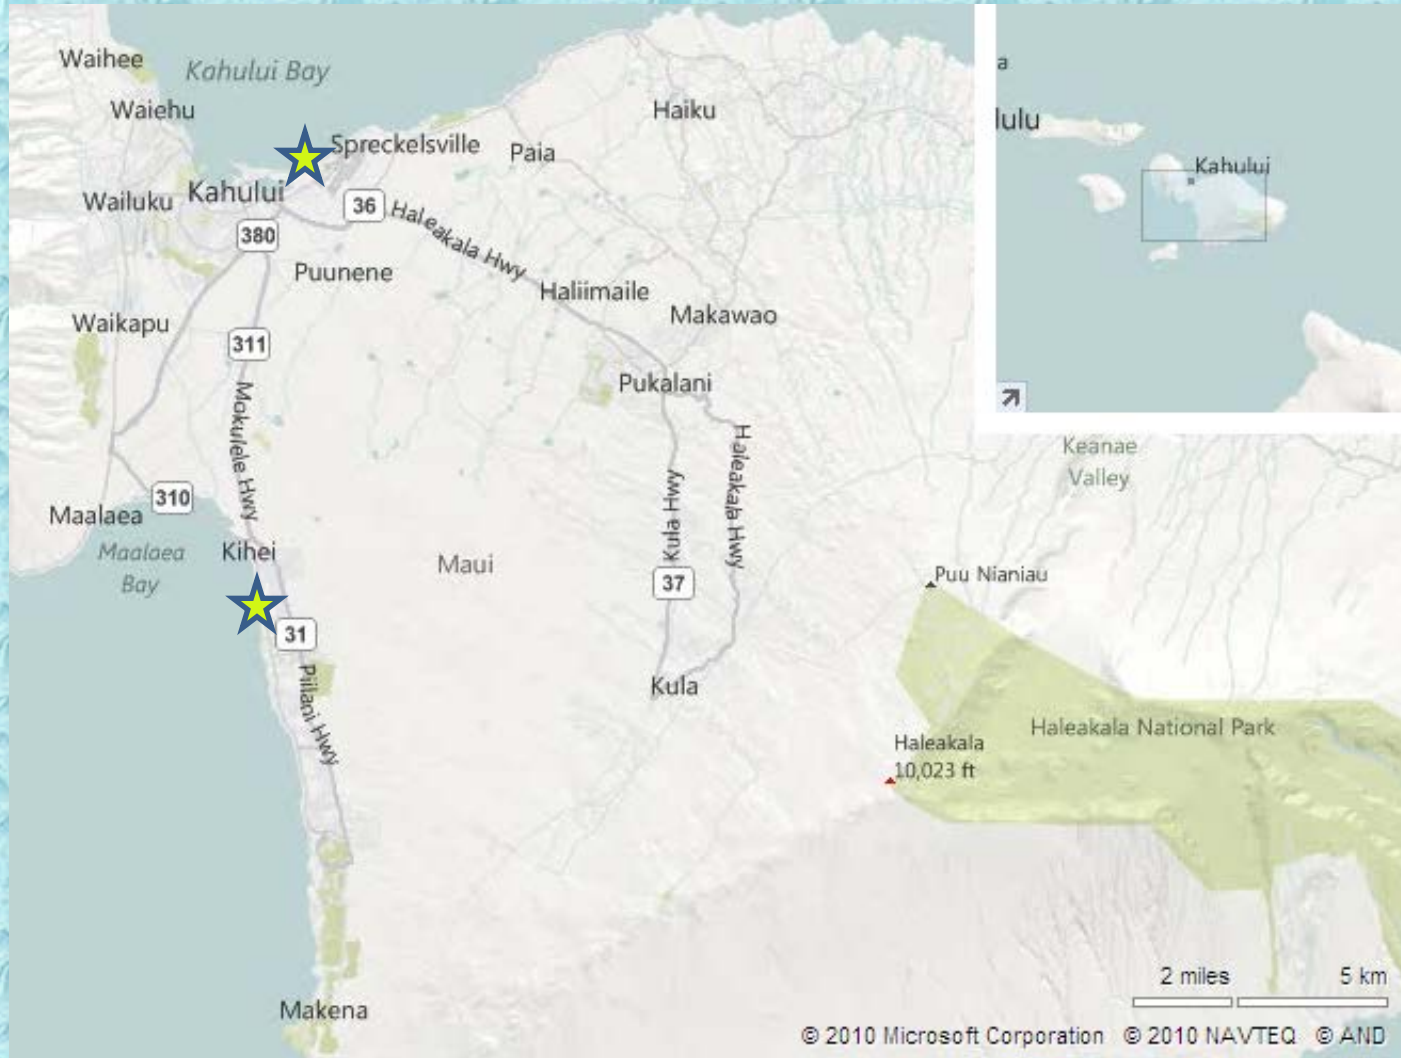 Waihee
Kahului Bay
Waiehu
Haiku
Spreckelsville
Paia
Wailuku
Kahului
36
Haleakala Hwy
380
Puunene
Haliimaile
Makawao
Waikapu
311
Pukalani
Mokulele Hwy
Haleakala Hwy
Kula Hwy
310
Maalaea
Maalaea
Bay
Kihei
Maui
37
31
Piilani Hwy
Kula
Puu Nianiau
Keanae
Valley
Haleakala
10,023 ft
Haleakala National Park
Makena
a
lulu
Kahului
2 miles
5 km
© 2010 Microsoft Corporation © 2010 NAVTEQ © AND